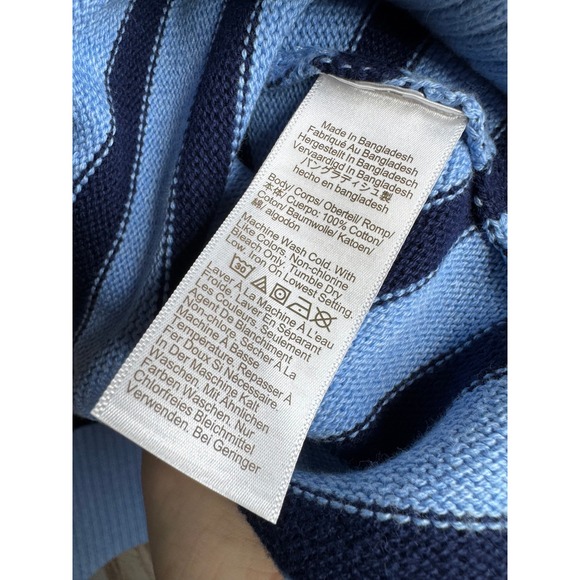 Made In Bangladesh
Fabriqué Au Bangladesh
Hergestellt In Bangladesh
Vervaardigd In Bangladesch
バングラディシュ製
hecho en bangladesh
Body/ Corps/ Oberteil/ Romp/
本体/ Cuerpo: 100% Cotton/
Coton/ Baumwolle/ Katoen/
綿/ algodon
Machine Wash Cold. With
Like Colors. Non-chlorine
Bleach Only. Tumble Dry
Low. Iron On Lowest Setting
30
Laver À La Machine À L'eau
Froide. Laver En Séparant
Les Couleurs. Seulement
Agent De Blanchiment
Non-chlore. Sécher À La
Machine À Basse
Température. Repasser À
Fer Doux Si Nécessaire.
In Der Maschine Kalt
Waschen. Mit Ähnlichen
Farben Waschen. Nur
Chlorfreies Bleichmittel
Verwenden. Bei Geringer